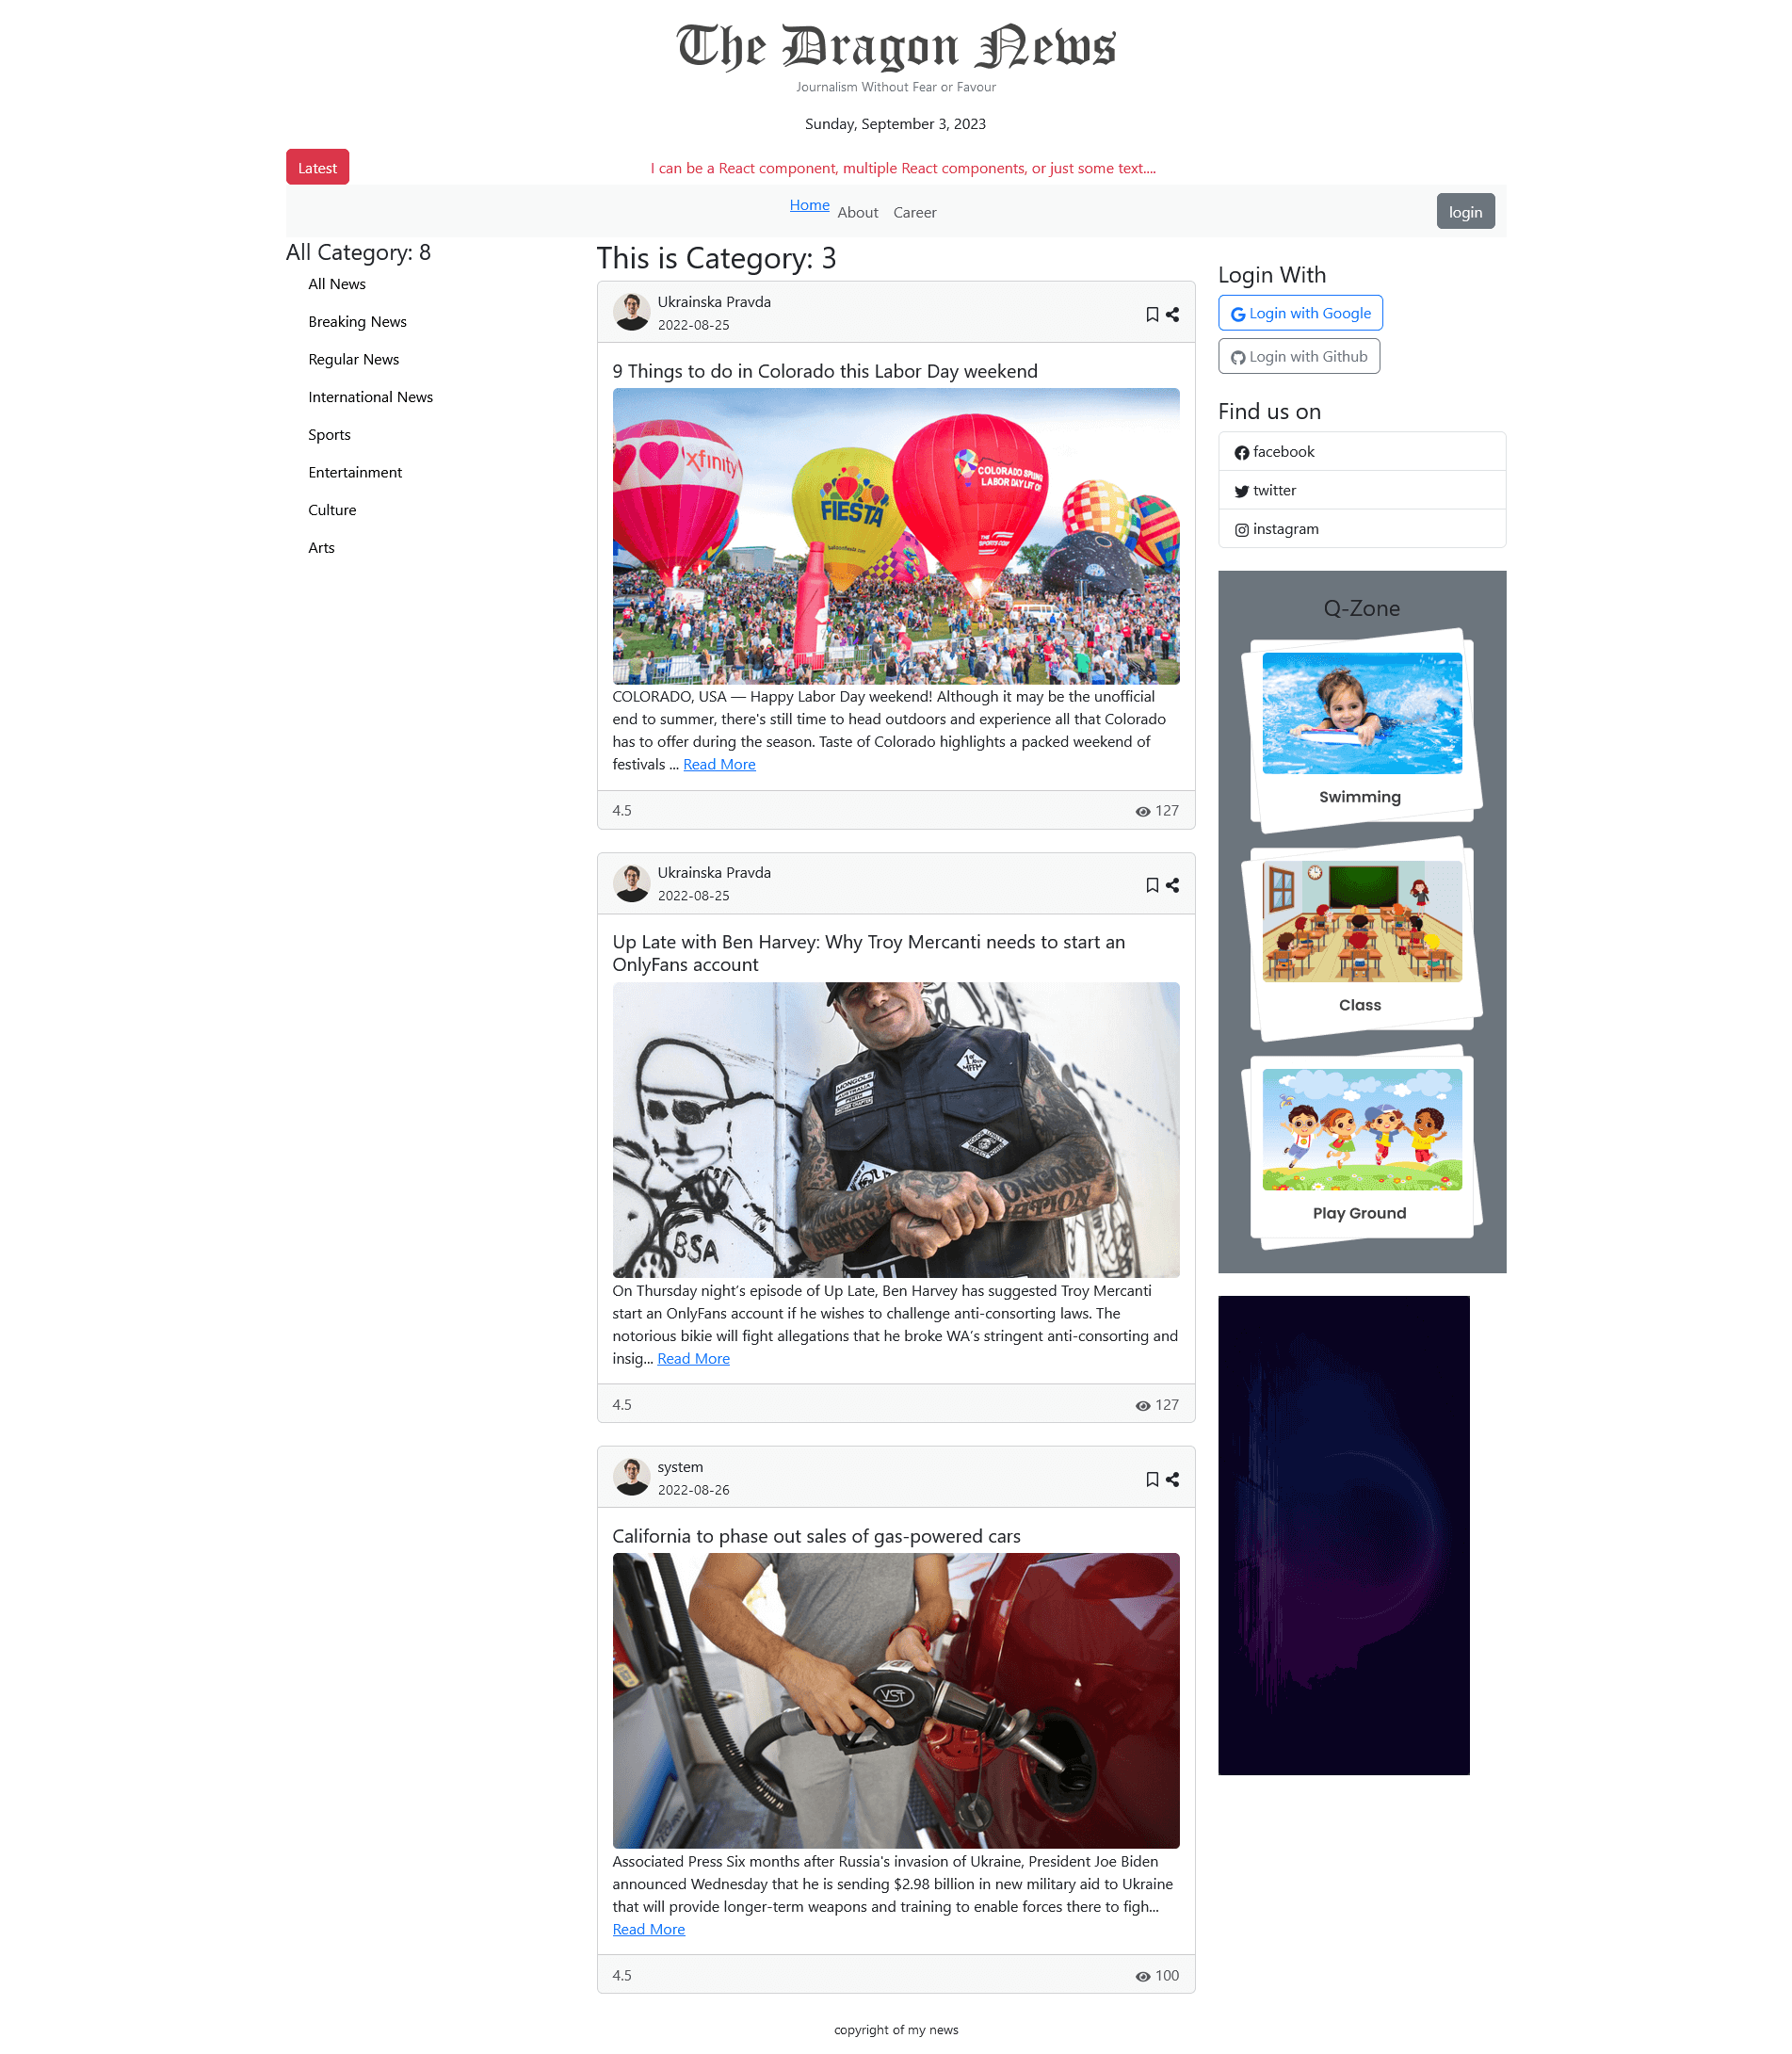 The Dragon News
Journalism Without Fear or Favour
Sunday, September 3, 2023
Latest
I can be a React component, multiple React components, or just some text....
Home About Career
login
All Category: 8
All News
Breaking News
Regular News
International News
Sports
Entertainment
Culture
Arts
This is Category: 3
Ukrainska Pravda
2022-08-25
9 Things to do in Colorado this Labor Day weekend
xfinity
FIESTA
COLORADO SPRINGS
LABOR DAY LIFT OFF
COLORADO, USA — Happy Labor Day weekend! Although it may be the unofficial
end to summer, there's still time to head outdoors and experience all that Colorado
has to offer during the season. Taste of Colorado highlights a packed weekend of
festivals ... Read More
4.5
127
Ukrainska Pravda
2022-08-25
Up Late with Ben Harvey: Why Troy Mercanti needs to start an
OnlyFans account
MONGOLS
AUSTRALIA
1st
MFFM
BSA
MONGOL
NATION
On Thursday night’s episode of Up Late, Ben Harvey has suggested Troy Mercanti
start an OnlyFans account if he wishes to challenge anti-consorting laws. The
notorious bikie will fight allegations that he broke WA’s stringent anti-consorting and
insig... Read More
4.5
127
system
2022-08-26
California to phase out sales of gas-powered cars
VST
Associated Press Six months after Russia's invasion of Ukraine, President Joe Biden
announced Wednesday that he is sending $2.98 billion in new military aid to Ukraine
that will provide longer-term weapons and training to enable forces there to figh...
Read More
4.5
100
Login With
Login with Google
Login with Github
Find us on
facebook
twitter
instagram
Q-Zone
Swimming
Class
Play Ground
copyright of my news